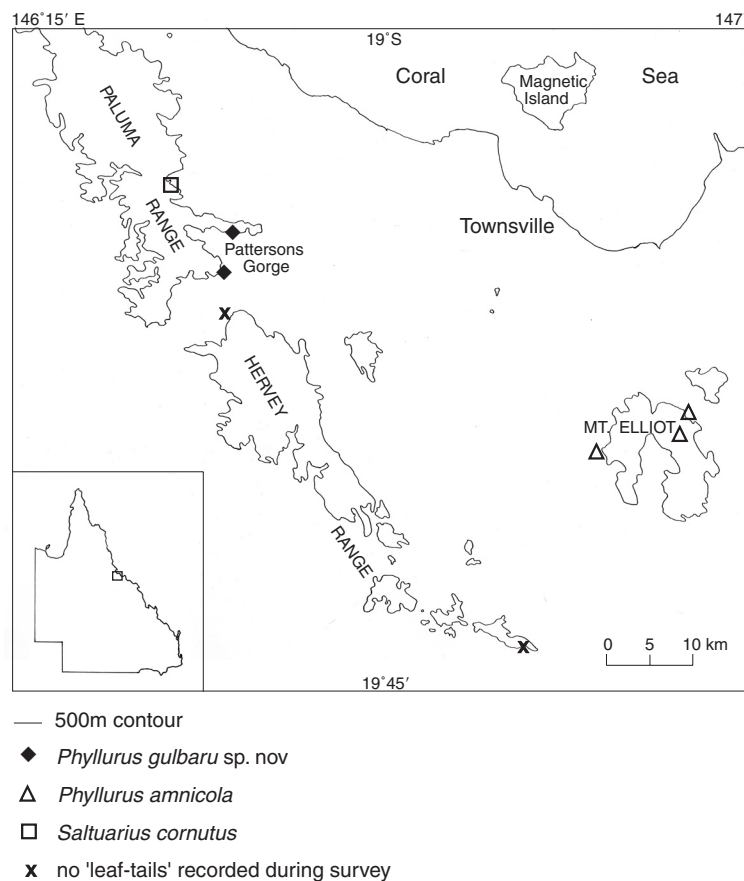 146˚15′ E
147
19˚S
Coral
Sea
Magnetic
Island
PALUMA
RANGE
Townsville
Pattersons
Gorge
x
HERVEY
RANGE
MT. ELLIOT
x
0 5 10 km
19˚45′
500m contour
Phyllurus gulbaru sp. nov
Phyllurus amnicola
Saltuarius cornutus
x no 'leaf-tails' recorded during survey